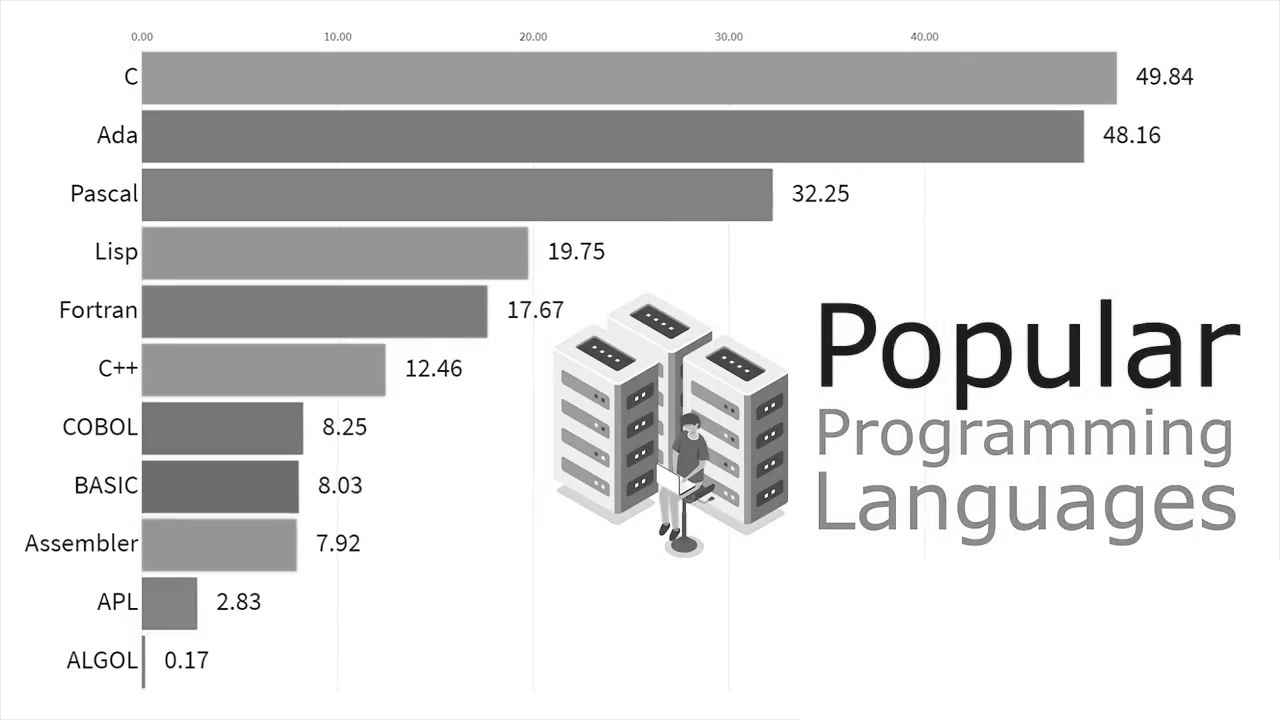 0.00 10.00 20.00 30.00 40.00
C 49.84
Ada 48.16
Pascal 32.25
Lisp 19.75
Fortran 17.67
C++ 12.46
COBOL 8.25
BASIC 8.03
Assembler 7.92
APL 2.83
ALGOL 0.17
Popular
Programming
Languages